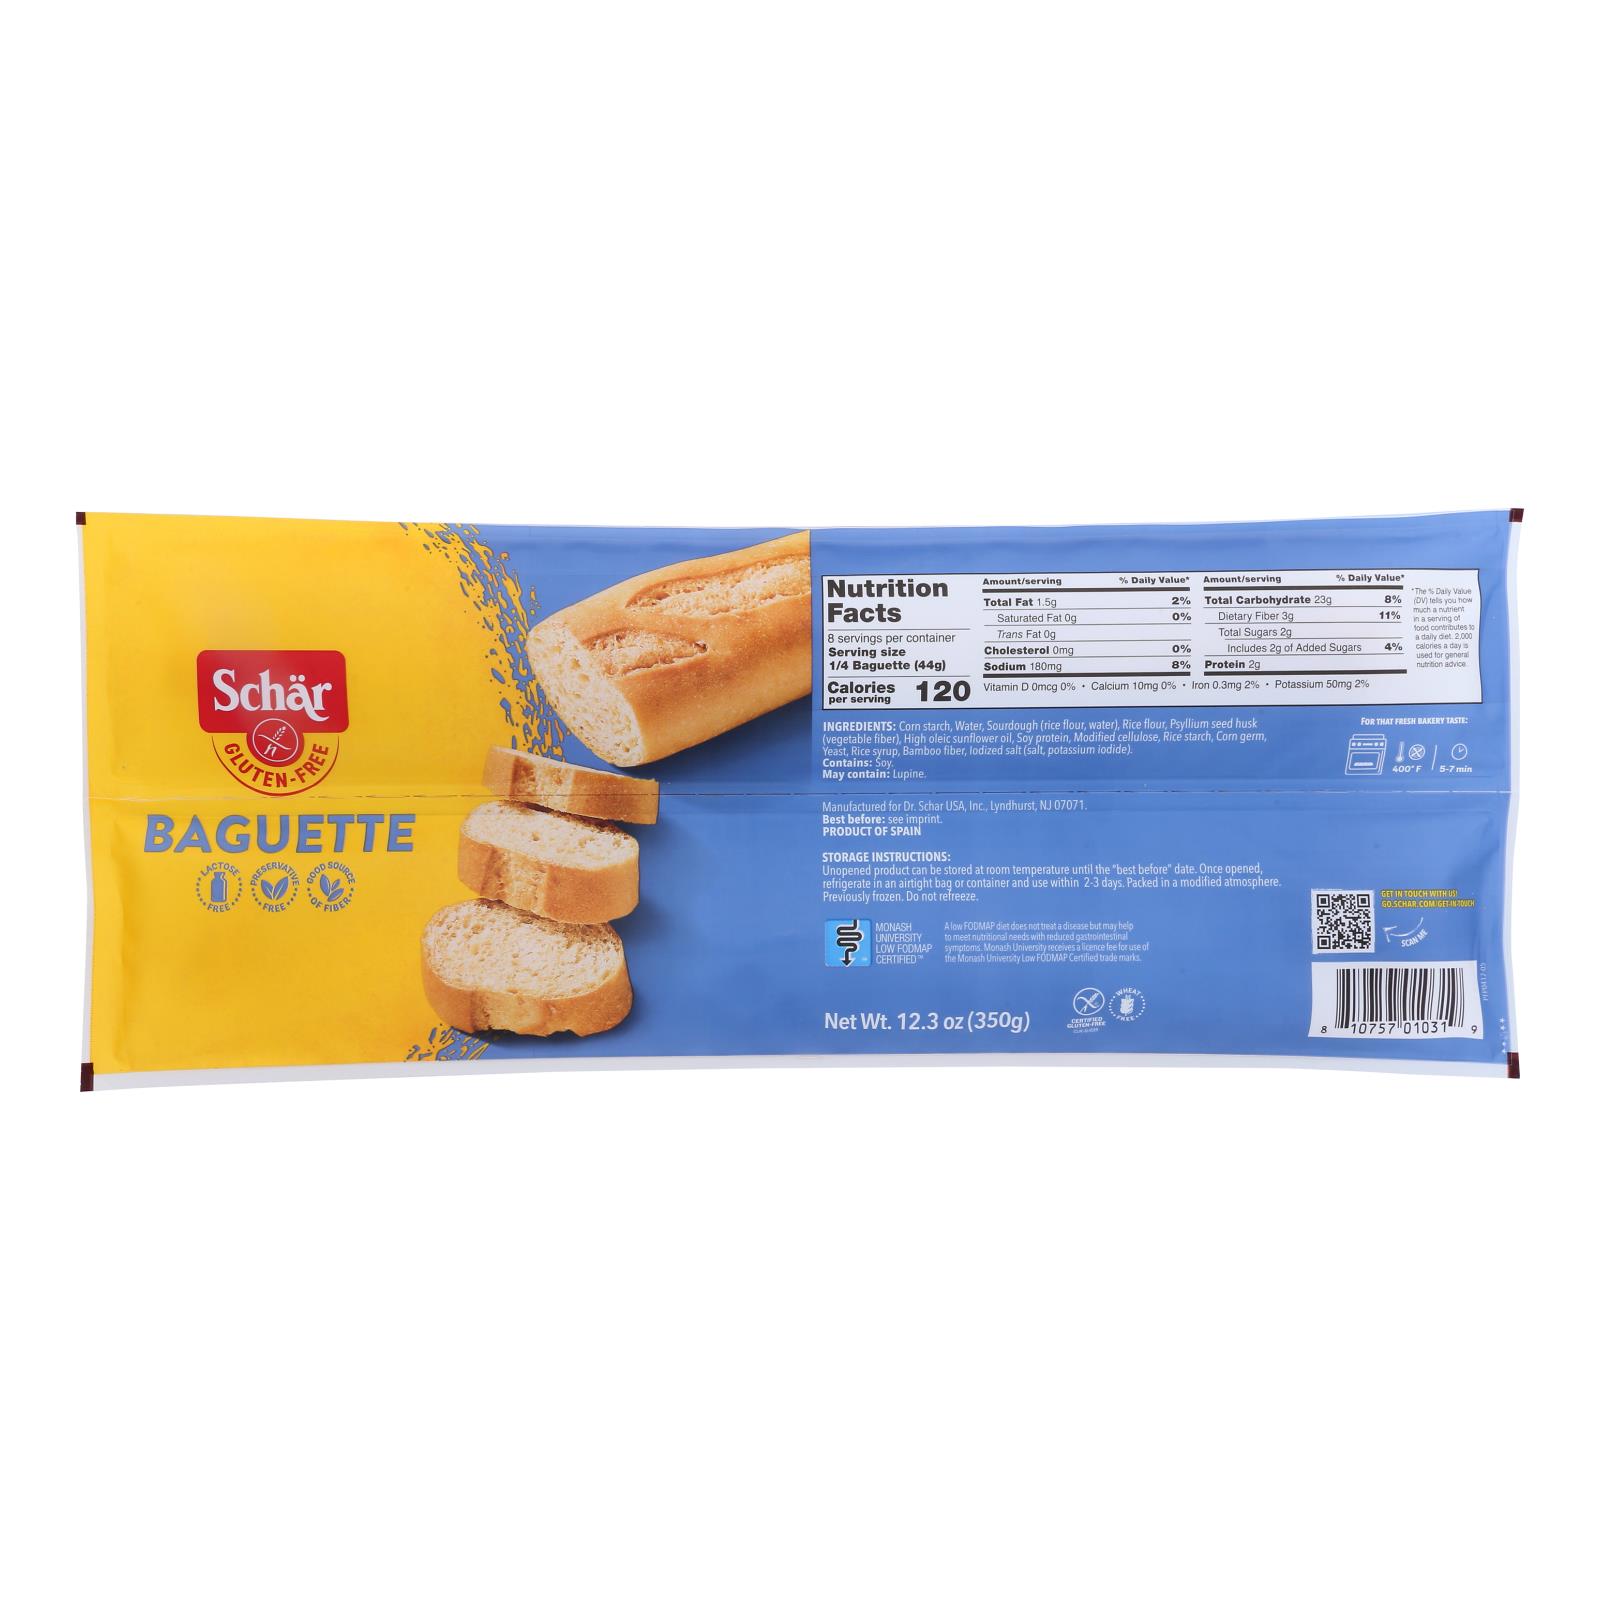 Schär
GLUTEN-FREE
BAGUETTE
LACTOSE FREE
PRESERVATIVE FREE
GOOD SOURCE OF FIBER
Nutrition
Facts
8 servings per container
Serving size
1/4 Baguette (44g)
Calories
per serving
120
Amount/serving % Daily Value*
Total Fat 1.5g 2%
Saturated Fat 0g 0%
Trans Fat 0g
Cholesterol 0mg 0%
Sodium 180mg 8%
Amount/serving % Daily Value*
Total Carbohydrate 23g 8%
Dietary Fiber 3g 11%
Total Sugars 2g
Includes 2g of Added Sugars 4%
Protein 2g
Vitamin D 0mcg 0% • Calcium 10mg 0% • Iron 0.3mg 2% • Potassium 50mg 2%
*The % Daily Value
(DV) tells you how
much a nutrient
in a serving of
food contributes to
a daily diet. 2,000
calories a day is
used for general
nutrition advice.
INGREDIENTS: Corn starch, Water, Sourdough (rice flour, water), Rice flour, Psyllium seed husk
(vegetable fiber), High oleic sunflower oil, Soy protein, Modified cellulose, Rice starch, Corn germ,
Yeast, Rice syrup, Bamboo fiber, Iodized salt (salt, potassium iodide).
Contains: Soy.
May contain: Lupine.
FOR THAT FRESH BAKERY TASTE:
400°F 5-7 min
Manufactured for Dr. Schar USA, Inc., Lyndhurst, NJ 07071.
Best before: see imprint.
PRODUCT OF SPAIN
STORAGE INSTRUCTIONS:
Unopened product can be stored at room temperature until the "best before" date. Once opened,
refrigerate in an airtight bag or container and use within 2-3 days. Packed in a modified atmosphere.
Previously frozen. Do not refreeze.
MONASH
UNIVERSITY
LOW FODMAP
CERTIFIED™
A low FODMAP diet does not treat a disease but may help
to meet nutritional needs with reduced gastrointestinal
symptoms. Monash University receives a licence fee for use of
the Monash University Low FODMAP Certified trade marks.
GET IN TOUCH WITH US!
GO.SCHAR.COM/GET-IN-TOUCH
SCAN ME
Net Wt. 12.3 oz (350g)
CERTIFIED
GLUTEN-FREE
WHEAT FREE
8 10757 01031 9